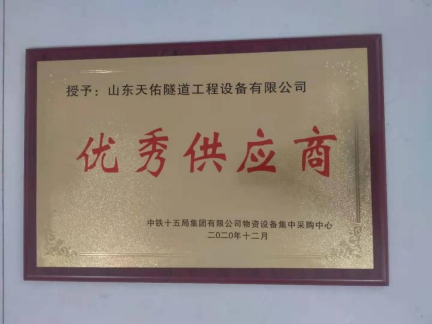 授予：山东天佑隧道工程设备有限公司
优秀供应商
中铁十五局集团有限公司物资设备集中采购中心
二0二0年十二月